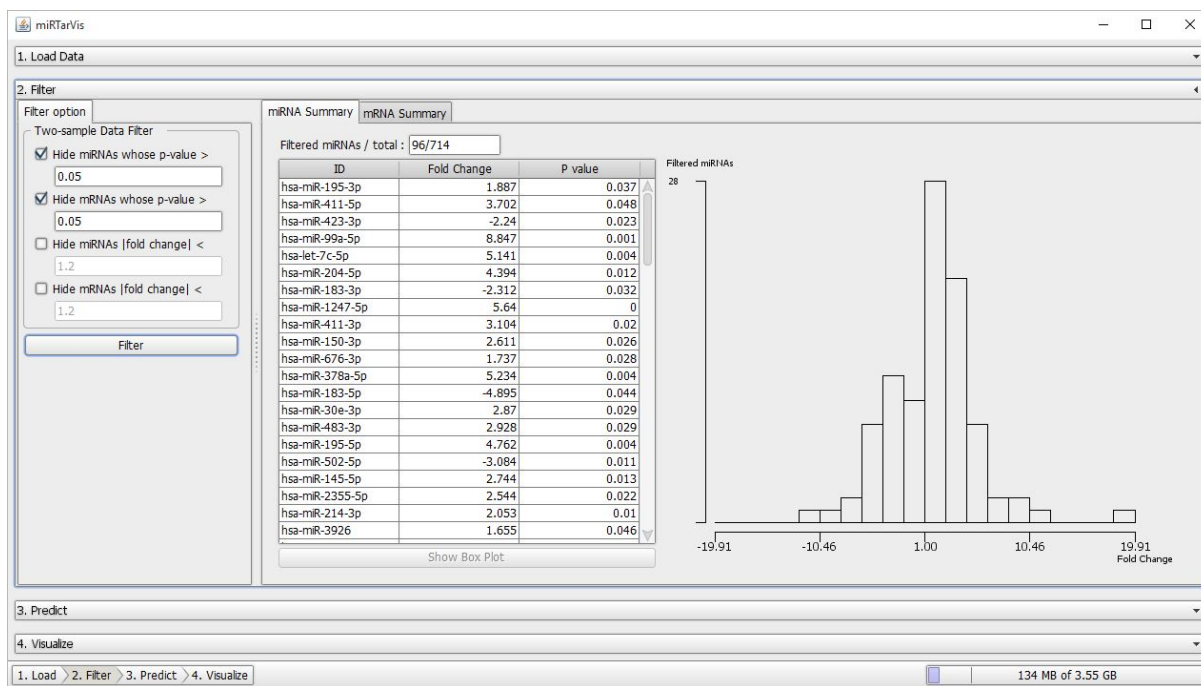 miRTarVis
1. Load Data
2. Filter
Filter option
Two-sample Data Filter
Hide miRNAs whose p-value >
0.05
Hide mRNAs whose p-value >
0.05
Hide miRNAs |fold change| <
1.2
Hide mRNAs |fold change| <
1.2
Filter
miRNA Summary mRNA Summary
Filtered miRNAs / total : 96/714
ID Fold Change P value
hsa-miR-195-3p 1.887 0.037
hsa-miR-411-5p 3.702 0.048
hsa-miR-423-3p -2.24 0.023
hsa-miR-99a-5p 8.847 0.001
hsa-let-7c-5p 5.141 0.004
hsa-miR-204-5p 4.394 0.012
hsa-miR-183-3p -2.312 0.032
hsa-miR-1247-5p 5.64 0
hsa-miR-411-3p 3.104 0.02
hsa-miR-150-3p 2.611 0.026
hsa-miR-676-3p 1.737 0.028
hsa-miR-378a-5p 5.234 0.004
hsa-miR-183-5p -4.895 0.044
hsa-miR-30e-3p 2.87 0.029
hsa-miR-483-3p 2.928 0.029
hsa-miR-195-5p 4.762 0.004
hsa-miR-502-5p -3.084 0.011
hsa-miR-145-5p 2.744 0.013
hsa-miR-2355-5p 2.544 0.022
hsa-miR-214-3p 2.053 0.01
hsa-miR-3926 1.655 0.046
Show Box Plot
Filtered miRNAs
28
-19.91 -10.46 1.00 10.46 19.91
Fold Change
3. Predict
4. Visualize
1. Load 2. Filter 3. Predict 4. Visualize
134 MB of 3.55 GB